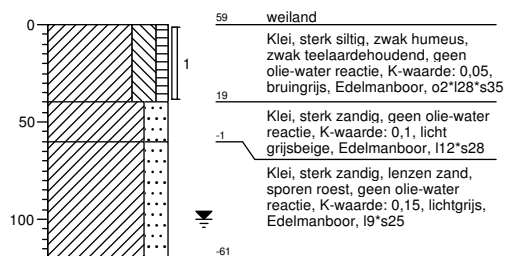 0
50
100
1
59 weiland
Klei, sterk siltig, zwak humeus,
zwak teelaardehoudend, geen
olie-water reactie, K-waarde: 0,05,
bruingrijs, Edelmanboor, o2*l28*s35
19
Klei, sterk zandig, geen olie-water
reactie, K-waarde: 0,1, licht
grijsbeige, Edelmanboor, l12*s28
-1
Klei, sterk zandig, lenzen zand,
sporen roest, geen olie-water
reactie, K-waarde: 0,15, lichtgrijs,
Edelmanboor, l9*s25
-61